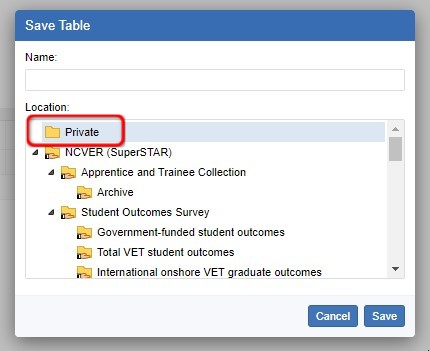 Save Table
Name:
Location:
Private
NCVER (SuperSTAR)
Apprentice and Trainee Collection
Archive
Student Outcomes Survey
Government-funded student outcomes
Total VET student outcomes
International onshore VET graduate outcomes
Cancel Save